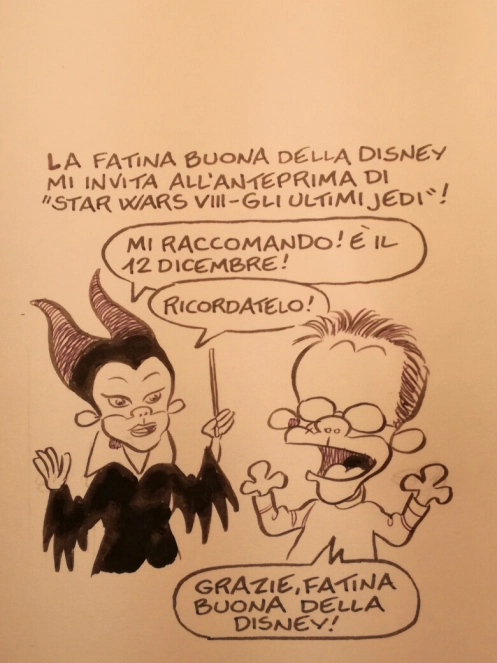 LA FATINA BUONA DELLA DISNEY
MI INVITA ALL'ANTEPRIMA DI
"STAR WARS VIII-GLI ULTIMI JEDI"!
MI RACCOMANDO! È IL
12 DICEMBRE!
RICORDATELO!
GRAZIE, FATINA
BUONA DELLA
DISNEY!